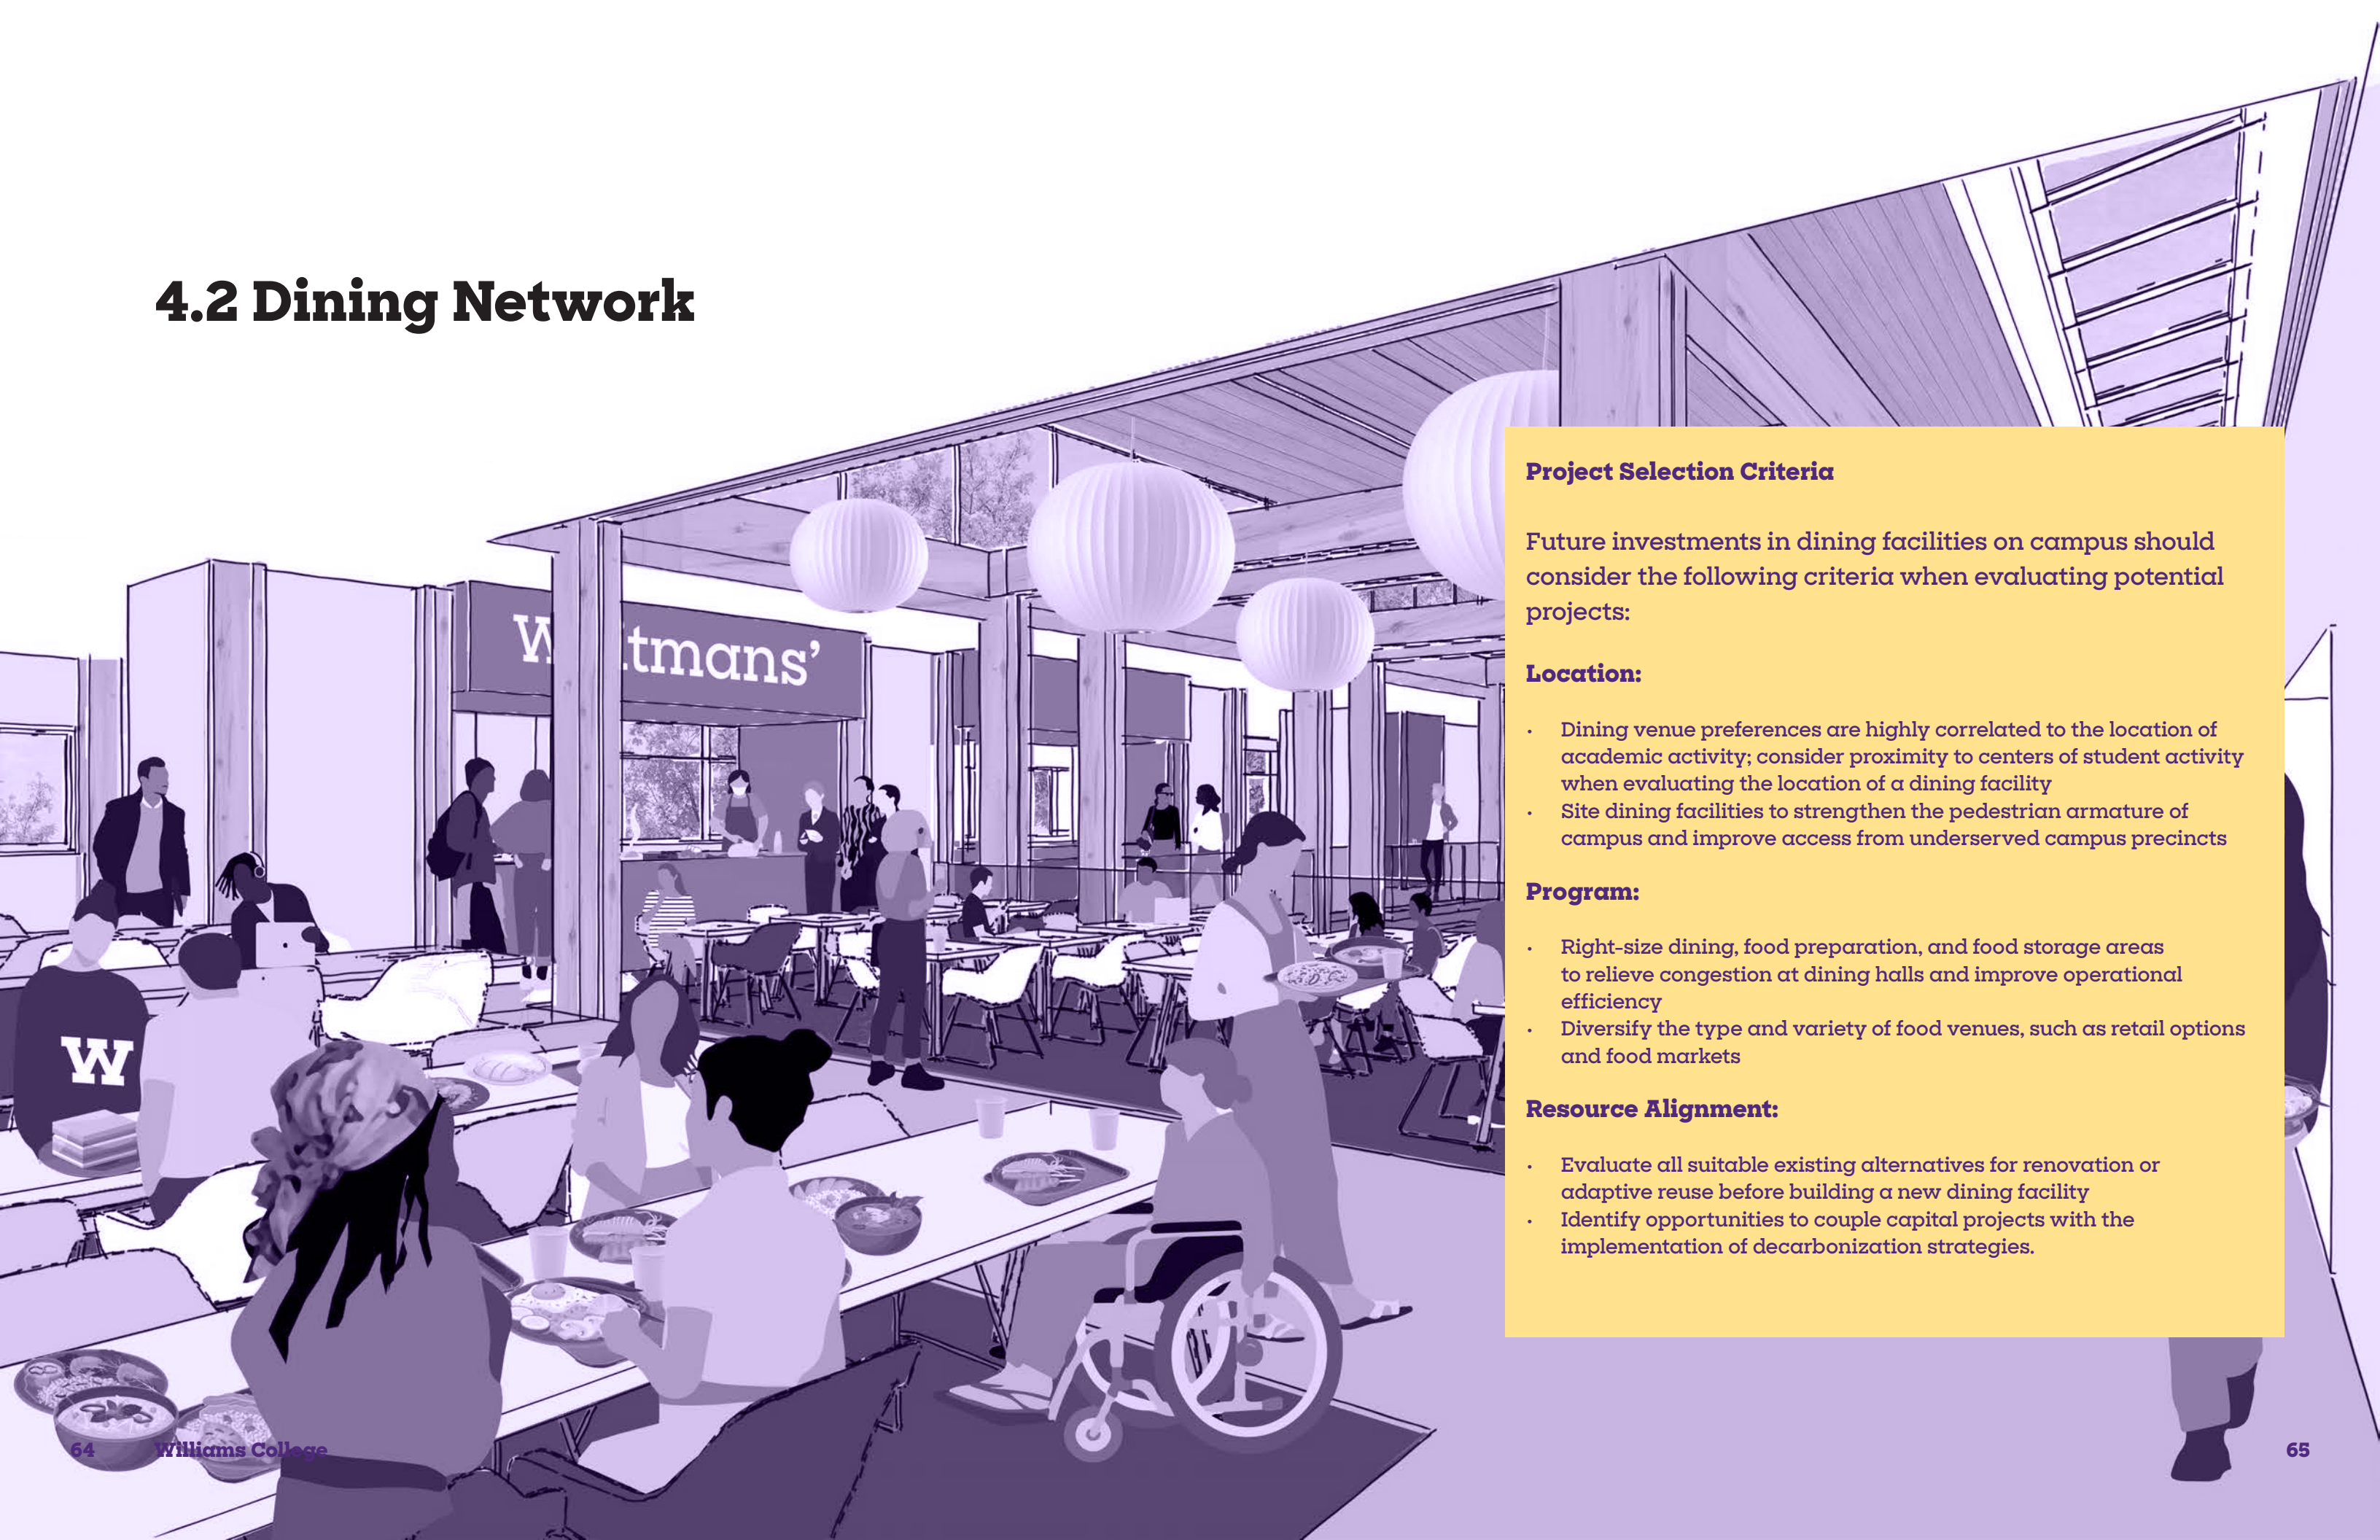 4.2 Dining Network
tmans’
W
Project Selection Criteria
Future investments in dining facilities on campus should
consider the following criteria when evaluating potential
projects:
Location:
· Dining venue preferences are highly correlated to the location of
academic activity; consider proximity to centers of student activity
when evaluating the location of a dining facility
· Site dining facilities to strengthen the pedestrian armature of
campus and improve access from underserved campus precincts
Program:
· Right-size dining, food preparation, and food storage areas
to relieve congestion at dining halls and improve operational
efficiency
· Diversify the type and variety of food venues, such as retail options
and food markets
Resource Alignment:
· Evaluate all suitable existing alternatives for renovation or
adaptive reuse before building a new dining facility
· Identify opportunities to couple capital projects with the
implementation of decarbonization strategies.
64 Williams College
65